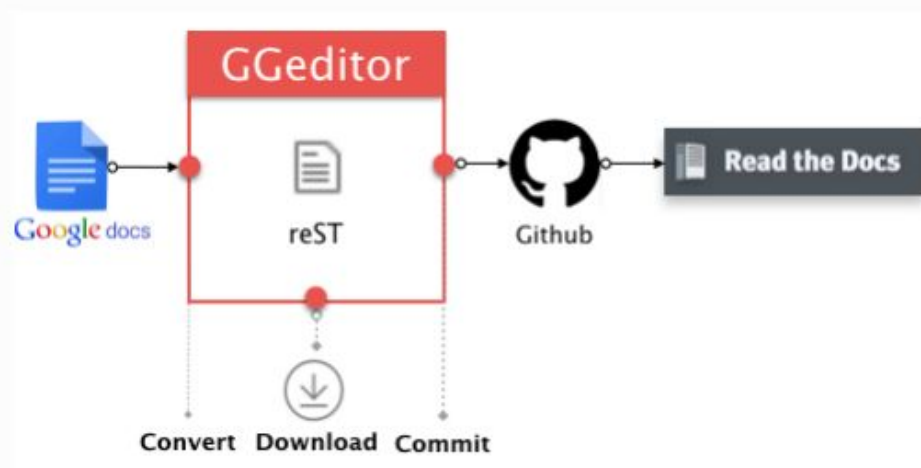 GGeditor
Google docs
reST
Github
Read the Docs
Convert
Download
Commit